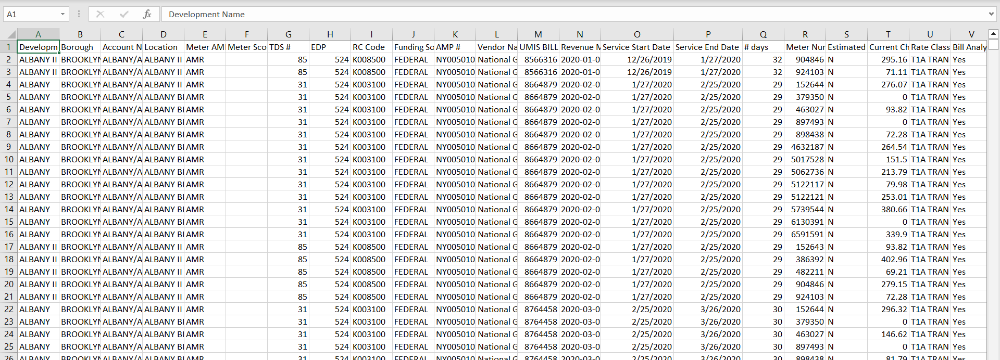 A1 fx Development Name
A B C D E F G H I J K L M N O P Q R S T U V
1 Developm Borough Account N Location Meter AM Meter Sco TDS # EDP RC Code Funding So AMP # Vendor Na UMIS BILL Revenue M Service Start Date Service End Date # days Meter Nur Estimated Current Ch Rate Class Bill Analy
2 ALBANY II BROOKLYN ALBANY/A ALBANY II AMR 85 524 K008500 FEDERAL NY005010 National G 8566316 2020-01-0 12/26/2019 1/27/2020 32 904846 N 295.16 T1A TRAN Yes
3 ALBANY II BROOKLYN ALBANY/A ALBANY II AMR 85 524 K008500 FEDERAL NY005010 National G 8566316 2020-01-0 12/26/2019 1/27/2020 32 924103 N 71.11 T1A TRAN Yes
4 ALBANY BROOKLYN ALBANY/A ALBANY II AMR 31 524 K003100 FEDERAL NY005010 National G 8664879 2020-02-0 1/27/2020 2/25/2020 29 152644 N 276.07 T1A TRAN Yes
5 ALBANY BROOKLYN ALBANY/A ALBANY BI AMR 31 524 K003100 FEDERAL NY005010 National G 8664879 2020-02-0 1/27/2020 2/25/2020 29 379350 N 0 T1A TRAN Yes
6 ALBANY BROOKLYN ALBANY/A ALBANY BI AMR 31 524 K003100 FEDERAL NY005010 National G 8664879 2020-02-0 1/27/2020 2/25/2020 29 463027 N 93.82 T1A TRAN Yes
7 ALBANY BROOKLYN ALBANY/A ALBANY BI AMR 31 524 K003100 FEDERAL NY005010 National G 8664879 2020-02-0 1/27/2020 2/25/2020 29 897493 N 0 T1A TRAN Yes
8 ALBANY BROOKLYN ALBANY/A ALBANY BI AMR 31 524 K003100 FEDERAL NY005010 National G 8664879 2020-02-0 1/27/2020 2/25/2020 29 898438 N 72.28 T1A TRAN Yes
9 ALBANY BROOKLYN ALBANY/A ALBANY BI AMR 31 524 K003100 FEDERAL NY005010 National G 8664879 2020-02-0 1/27/2020 2/25/2020 29 4632187 N 264.54 T1A TRAN Yes
10 ALBANY BROOKLYN ALBANY/A ALBANY BI AMR 31 524 K003100 FEDERAL NY005010 National G 8664879 2020-02-0 1/27/2020 2/25/2020 29 5017528 N 151.5 T1A TRAN Yes
11 ALBANY BROOKLYN ALBANY/A ALBANY BI AMR 31 524 K003100 FEDERAL NY005010 National G 8664879 2020-02-0 1/27/2020 2/25/2020 29 5062736 N 213.79 T1A TRAN Yes
12 ALBANY BROOKLYN ALBANY/A ALBANY BI AMR 31 524 K003100 FEDERAL NY005010 National G 8664879 2020-02-0 1/27/2020 2/25/2020 29 5122117 N 79.98 T1A TRAN Yes
13 ALBANY BROOKLYN ALBANY/A ALBANY BI AMR 31 524 K003100 FEDERAL NY005010 National G 8664879 2020-02-0 1/27/2020 2/25/2020 29 5122121 N 253.01 T1A TRAN Yes
14 ALBANY BROOKLYN ALBANY/A ALBANY BI AMR 31 524 K003100 FEDERAL NY005010 National G 8664879 2020-02-0 1/27/2020 2/25/2020 29 5739544 N 380.66 T1A TRAN Yes
15 ALBANY BROOKLYN ALBANY/A ALBANY BI AMR 31 524 K003100 FEDERAL NY005010 National G 8664879 2020-02-0 1/27/2020 2/25/2020 29 6130391 N 0 T1A TRAN Yes
16 ALBANY BROOKLYN ALBANY/A ALBANY BI AMR 31 524 K003100 FEDERAL NY005010 National G 8664879 2020-02-0 1/27/2020 2/25/2020 29 6591591 N 339.9 T1A TRAN Yes
17 ALBANY II BROOKLYN ALBANY/A ALBANY II AMR 85 524 K008500 FEDERAL NY005010 National G 8664879 2020-02-0 1/27/2020 2/25/2020 29 152643 N 93.82 T1A TRAN Yes
18 ALBANY II BROOKLYN ALBANY/A ALBANY II AMR 85 524 K008500 FEDERAL NY005010 National G 8664879 2020-02-0 1/27/2020 2/25/2020 29 386392 N 402.96 T1A TRAN Yes
19 ALBANY II BROOKLYN ALBANY/A ALBANY II AMR 85 524 K008500 FEDERAL NY005010 National G 8664879 2020-02-0 1/27/2020 2/25/2020 29 482211 N 69.21 T1A TRAN Yes
20 ALBANY II BROOKLYN ALBANY/A ALBANY II AMR 85 524 K008500 FEDERAL NY005010 National G 8664879 2020-02-0 1/27/2020 2/25/2020 29 904846 N 279.15 T1A TRAN Yes
21 ALBANY II BROOKLYN ALBANY/A ALBANY II AMR 85 524 K008500 FEDERAL NY005010 National G 8664879 2020-02-0 1/27/2020 2/25/2020 29 924103 N 72.28 T1A TRAN Yes
22 ALBANY BROOKLYN ALBANY/A ALBANY II AMR 31 524 K003100 FEDERAL NY005010 National G 8764458 2020-03-0 2/25/2020 3/26/2020 30 152644 N 296.32 T1A TRAN Yes
23 ALBANY BROOKLYN ALBANY/A ALBANY BI AMR 31 524 K003100 FEDERAL NY005010 National G 8764458 2020-03-0 2/25/2020 3/26/2020 30 379350 N 0 T1A TRAN Yes
24 ALBANY BROOKLYN ALBANY/A ALBANY BI AMR 31 524 K003100 FEDERAL NY005010 National G 8764458 2020-03-0 2/25/2020 3/26/2020 30 463027 N 146.62 T1A TRAN Yes
25 ALBANY BROOKLYN ALBANY/A ALBANY BI AMR 31 524 K003100 FEDERAL NY005010 National G 8764458 2020-03-0 2/25/2020 3/26/2020 30 897493 N 0 T1A TRAN Yes
26 ALBANY BROOKLYN ALBANY/A ALBANY BI AMR 31 524 K003100 FEDERAL NY005010 National G 8764458 2020-03-0 2/25/2020 3/26/2020 30 898438 N 81.79 T1A TRAN Yes